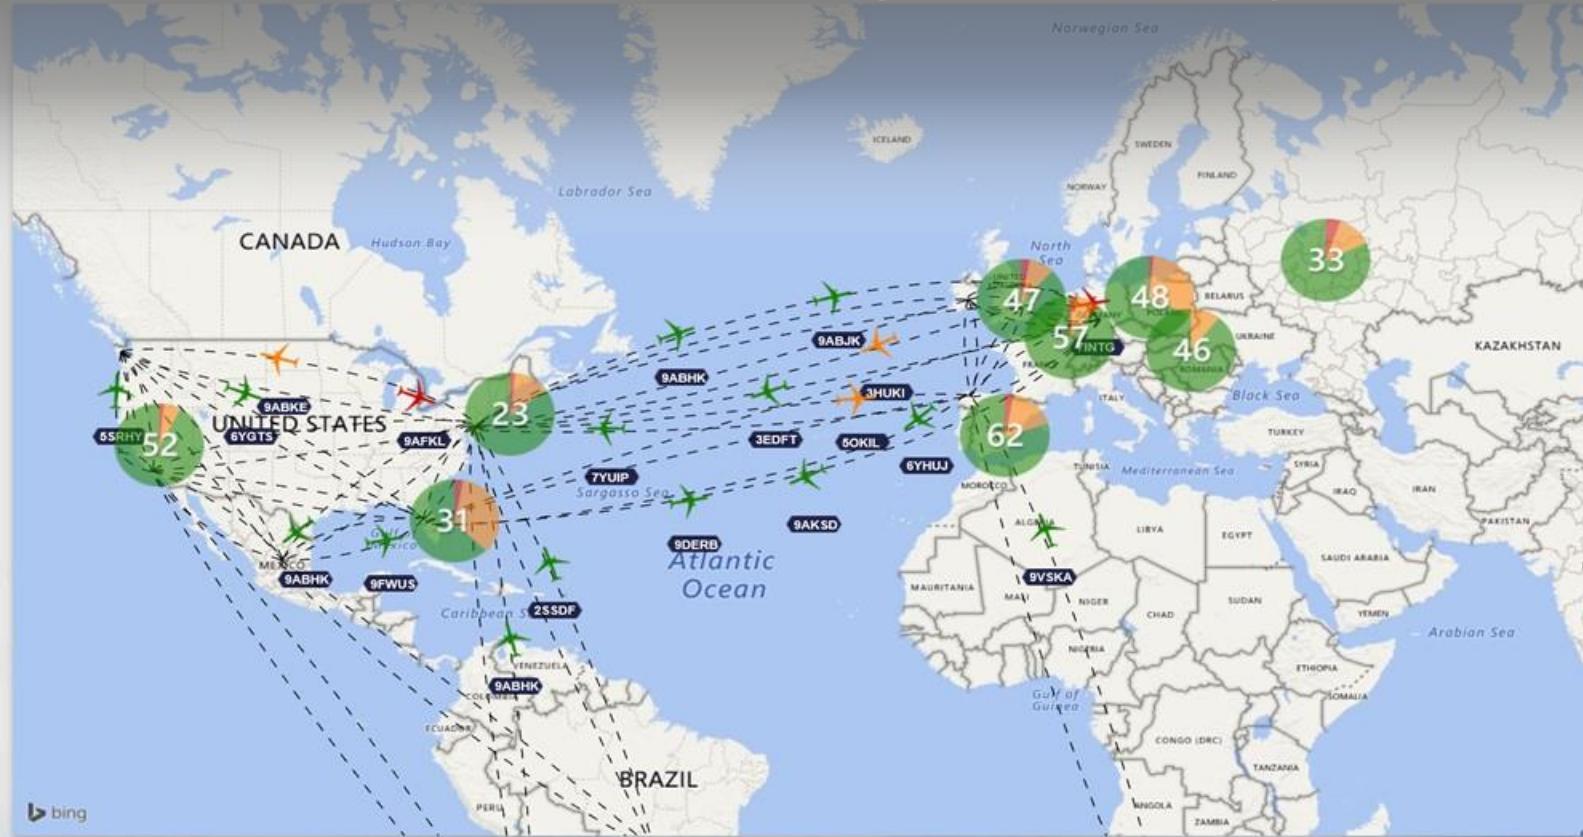 Norwegian Sea
ICELAND
SWEDEN
FINLAND
NORWAY
Labrador Sea
CANADA
Hudson Bay
North
Sea
33
UNITED
47
48
BELARUS
57
46
UKRAINE
ROMANIA
KAZAKHSTAN
9ABJK
9ABHK
3HUKI
ITALY
Black Sea
9ABKE
23
UNITED STATES
52
6YGTS
9AFKL
3EDFT
5OKIL
62
TURKEY
6YHUJ
TUNISIA
Mediterranean Sea
SYRIA
7YUIP
Sargasso Sea
MOROCCO
IRAQ
IRAN
31
9AKSD
ALGERIA
LIBYA
EGYPT
PAKISTAN
9DERB
Atlantic
Ocean
SAUDI ARABIA
MEXICO
9ABHK
9FWUS
9VSKA
MAURITANIA
MALI
NIGER
CHAD
SUDAN
YEMEN
Caribbean S
2SSDF
Arabian Sea
NIGERIA
VENEZUELA
9ABHK
ETHIOPIA
SOMALIA
Gulf of
Guinea
ECUADOR
CONGO (DRC)
BRAZIL
TANZANIA
PERU
ANGOLA
ZAMBIA
bing